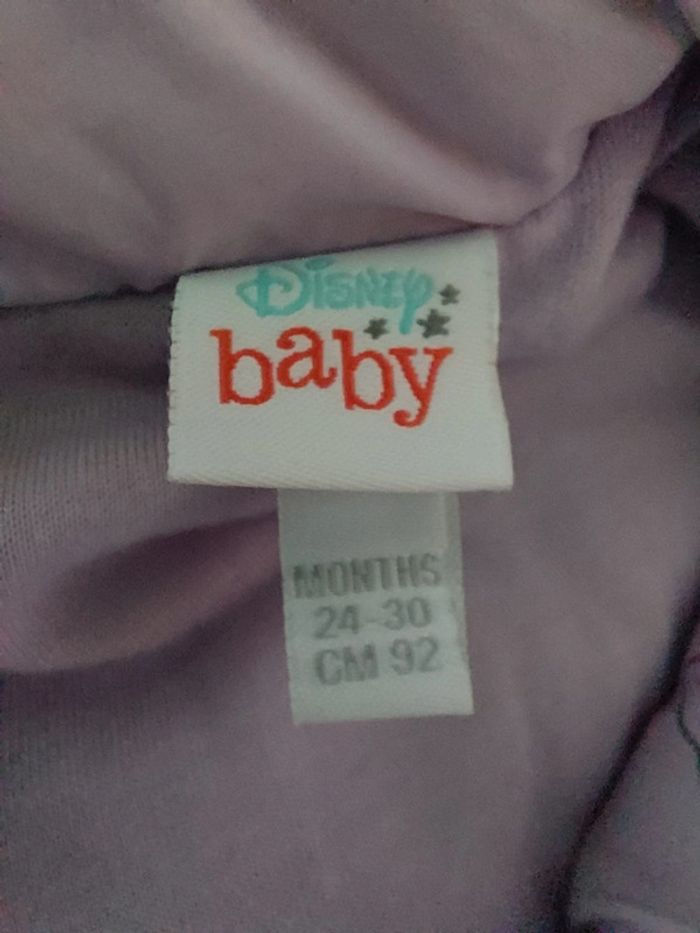 Disney
baby
MONTHS
24-30
CM 92